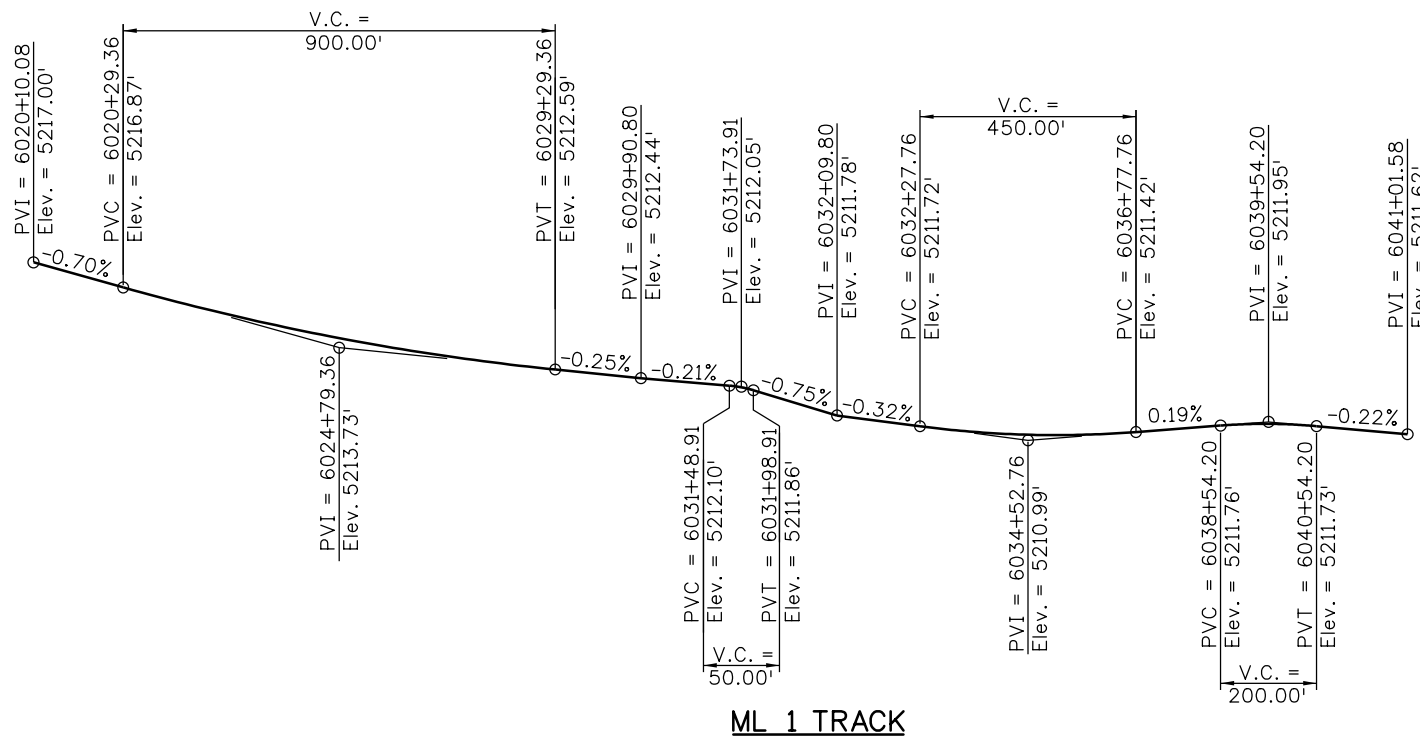 V.C. =
900.00'
PVI = 6020+10.08
Elev. = 5217.00'
PVC = 6020+29.36
Elev. = 5216.87'
PVT = 6029+29.36
Elev. = 5212.59'
PVI = 6029+90.80
Elev. = 5212.44'
PVI = 6031+73.91
Elev. = 5212.05'
PVI = 6032+09.80
Elev. = 5211.78'
V.C. =
450.00'
PVC = 6032+27.76
Elev. = 5211.72'
PVC = 6036+77.76
Elev. = 5211.42'
PVI = 6039+54.20
Elev. = 5211.95'
PVI = 6041+01.58
Elev. = 5211.62'
-0.70%
-0.25%
-0.21%
-0.75%
-0.32%
0.19%
-0.22%
PVI = 6024+79.36
Elev. 5213.73'
PVC = 6031+48.91
Elev. = 5212.10'
PVT = 6031+98.91
Elev. = 5211.86'
V.C. =
50.00'
PVI = 6034+52.76
Elev. = 5210.99'
PVC = 6038+54.20
Elev. = 5211.76'
PVT = 6040+54.20
Elev. = 5211.73'
V.C. =
200.00'
ML 1 TRACK